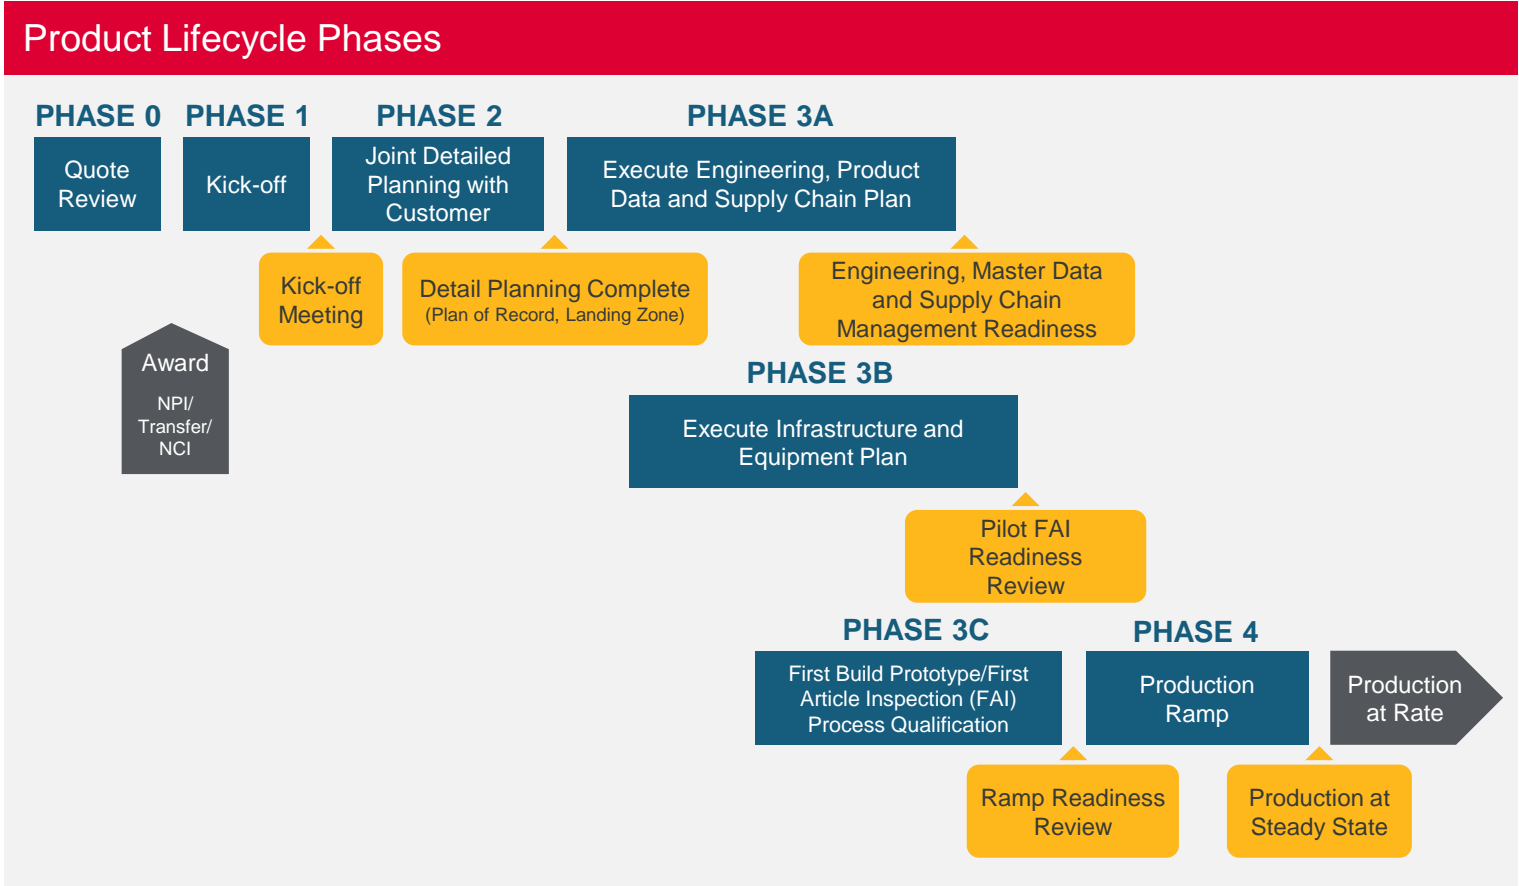 Product Lifecycle Phases
PHASE 0
Quote
Review
PHASE 1
Kick-off
PHASE 2
Joint Detailed
Planning with
Customer
PHASE 3A
Execute Engineering, Product
Data and Supply Chain Plan
Kick-off
Meeting
Detail Planning Complete
(Plan of Record, Landing Zone)
Engineering, Master Data
and Supply Chain
Management Readiness
Award
NPI/
Transfer/
NCI
PHASE 3B
Execute Infrastructure and
Equipment Plan
Pilot FAI
Readiness
Review
PHASE 3C
First Build Prototype/First
Article Inspection (FAI)
Process Qualification
PHASE 4
Production
Ramp
Production
at Rate
Ramp Readiness
Review
Production at
Steady State